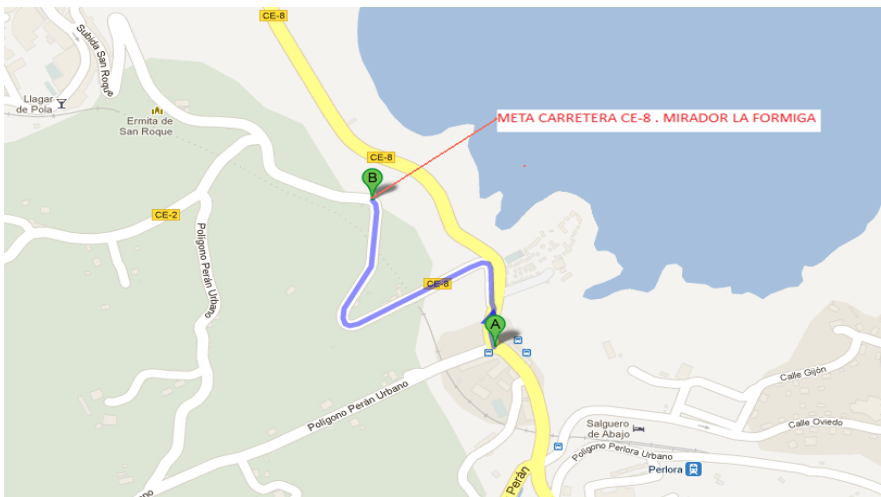 CE-8
Subida San Roque
Llagar
de Pola
Ermita de
San Roque
META CARRETERA CE-8 . MIRADOR LA FORMIGA
CE-8
B
CE-2
Polígono Perán Urbano
CE-8
A
Polígono Perán Urbano
Calle Gijón
Salguero
de Abajo
Calle Oviedo
Polígono Perlora Urbano
Perlora
Perán